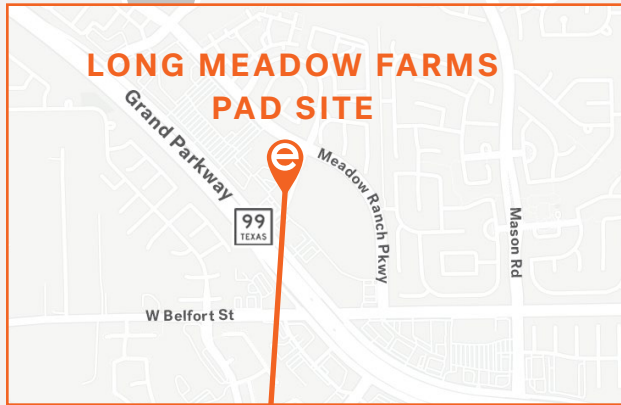 LONG MEADOW FARMS
PAD SITE
Grand Parkway
e
Meadow Ranch Pkwy
99
TEXAS
Mason Rd
W Belfort St